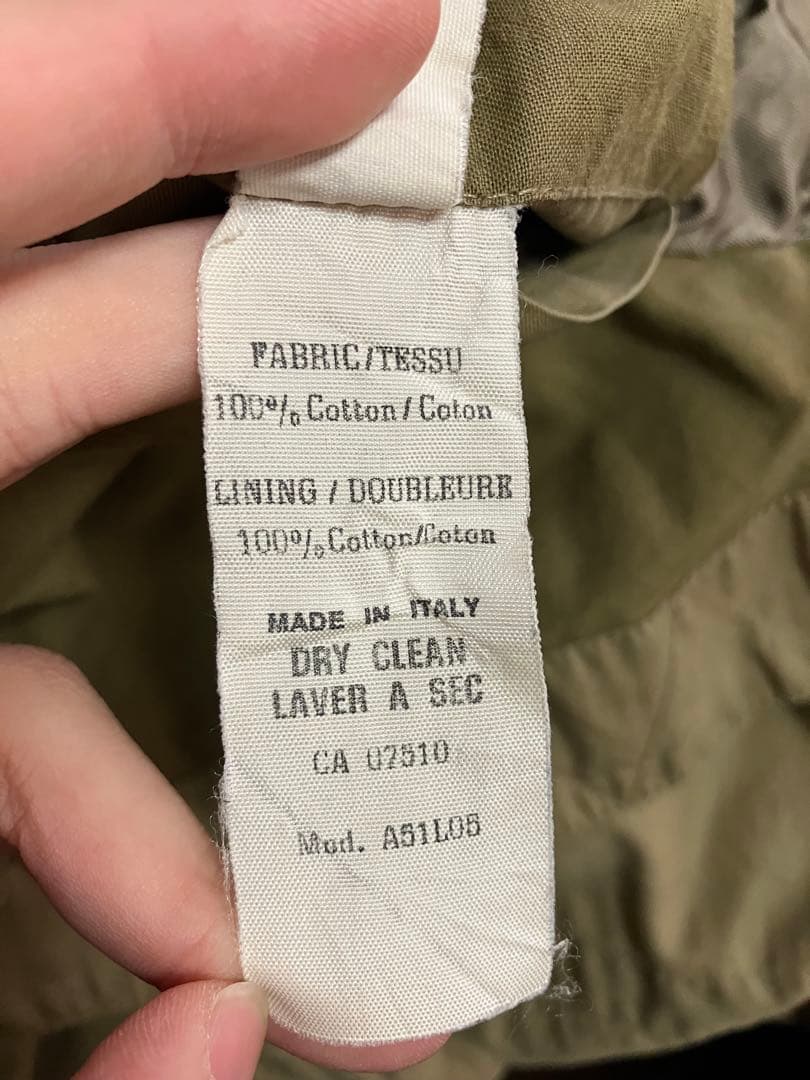 FABRIC/TESSU
100% Cotton/Coton
LINING / DOUBLEURE
100% Cotton/Coton
MADE IN ITALY
DRY CLEAN
LAVER A SEC
CA 07510
Mod. A51L05